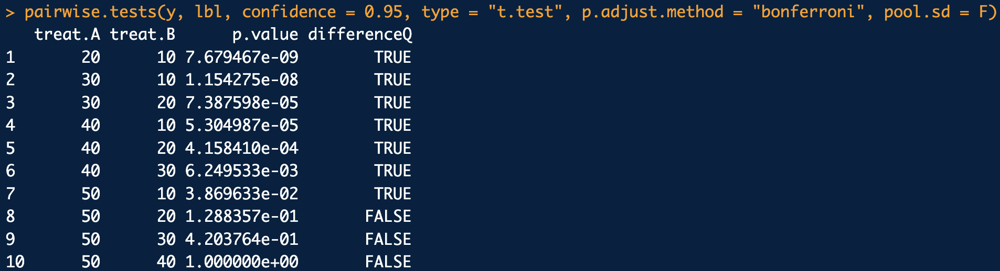 > pairwise.tests(y, lbl, confidence = 0.95, type = "t.test", p.adjust.method = "bonferroni", pool.sd = F)
   treat.A treat.B      p.value differenceQ
1       20      10 7.679467e-09        TRUE
2       30      10 1.154275e-08        TRUE
3       30      20 7.387598e-05        TRUE
4       40      10 5.304987e-05        TRUE
5       40      20 4.158410e-04        TRUE
6       40      30 6.249533e-03        TRUE
7       50      10 3.869633e-02        TRUE
8       50      20 1.288357e-01       FALSE
9       50      30 4.203764e-01       FALSE
10      50      40 1.000000e+00       FALSE